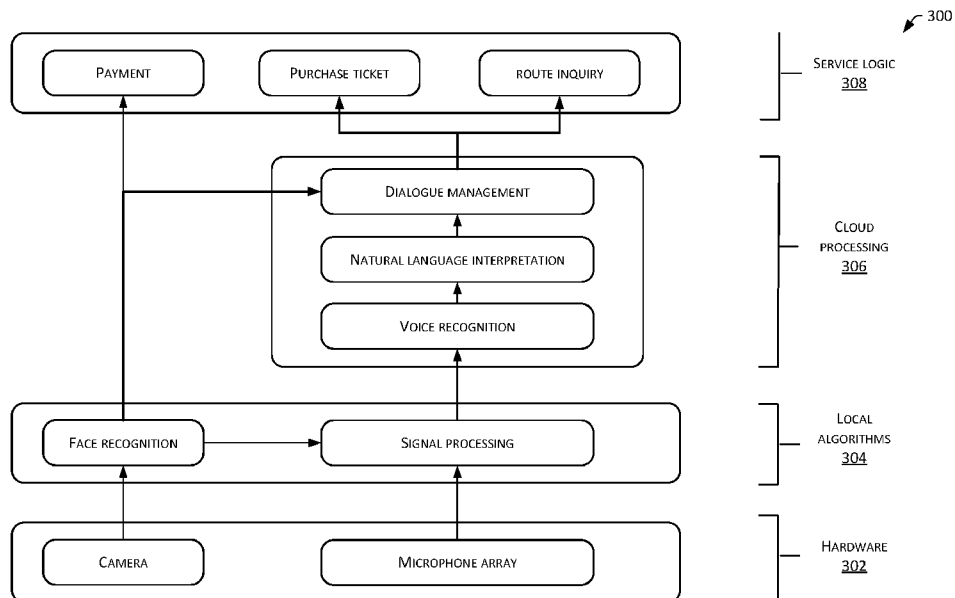 300
PAYMENT
PURCHASE TICKET
ROUTE INQUIRY
SERVICE LOGIC
308
DIALOGUE MANAGEMENT
NATURAL LANGUAGE INTERPRETATION
VOICE RECOGNITION
CLOUD
PROCESSING
306
FACE RECOGNITION
SIGNAL PROCESSING
LOCAL
ALGORITHMS
304
CAMERA
MICROPHONE ARRAY
HARDWARE
302